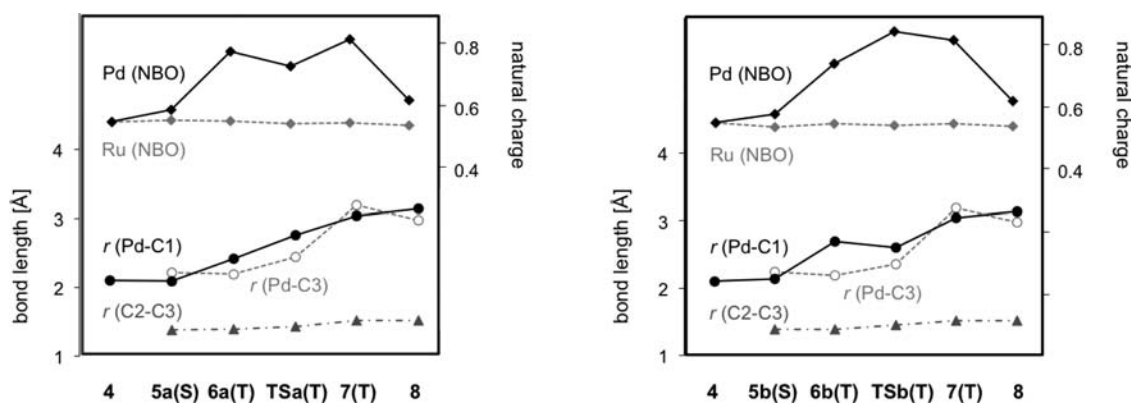 Pd (NBO)
Ru (NBO)
r (Pd-C1)
r (Pd-C3)
r (C2-C3)
bond length [Å]
4
3
2
1
natural charge
0.8
0.6
0.4
4 5a(S) 6a(T) TSa(T) 7(T) 8
Pd (NBO)
Ru (NBO)
r (Pd-C1)
r (Pd-C3)
r (C2-C3)
bond length [Å]
4
3
2
1
natural charge
0.8
0.6
0.4
4 5b(S) 6b(T) TSb(T) 7(T) 8